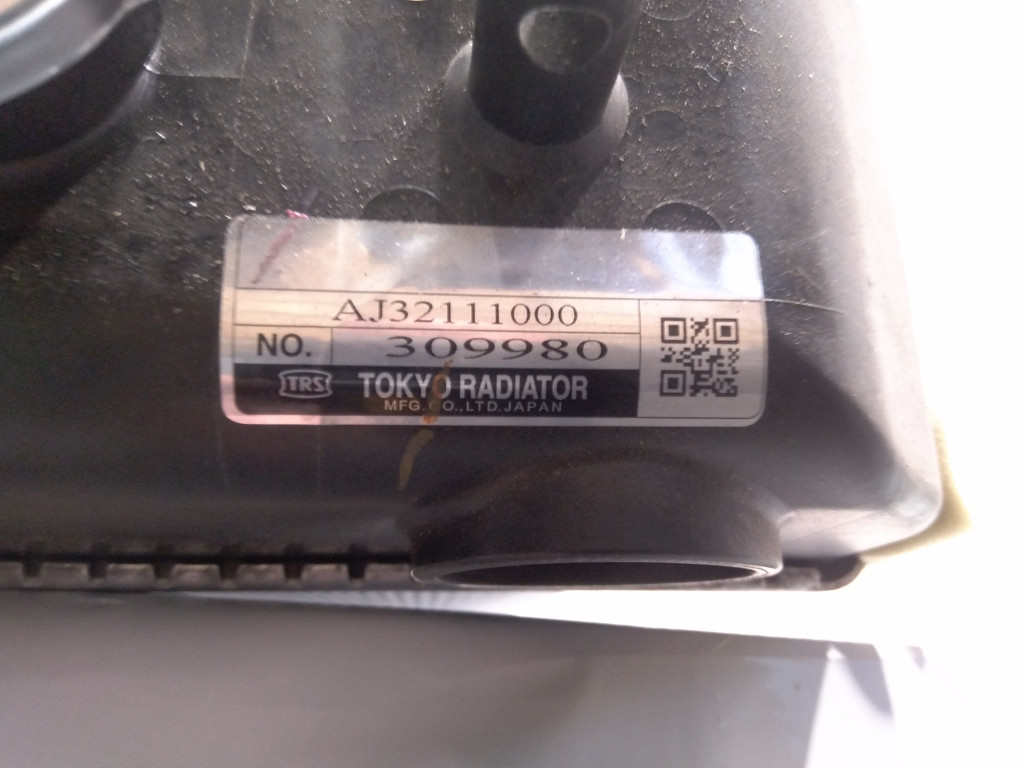 AJ32111000
NO. 309980
TRS TOKYO RADIATOR
MFG.CO.,LTD.JAPAN